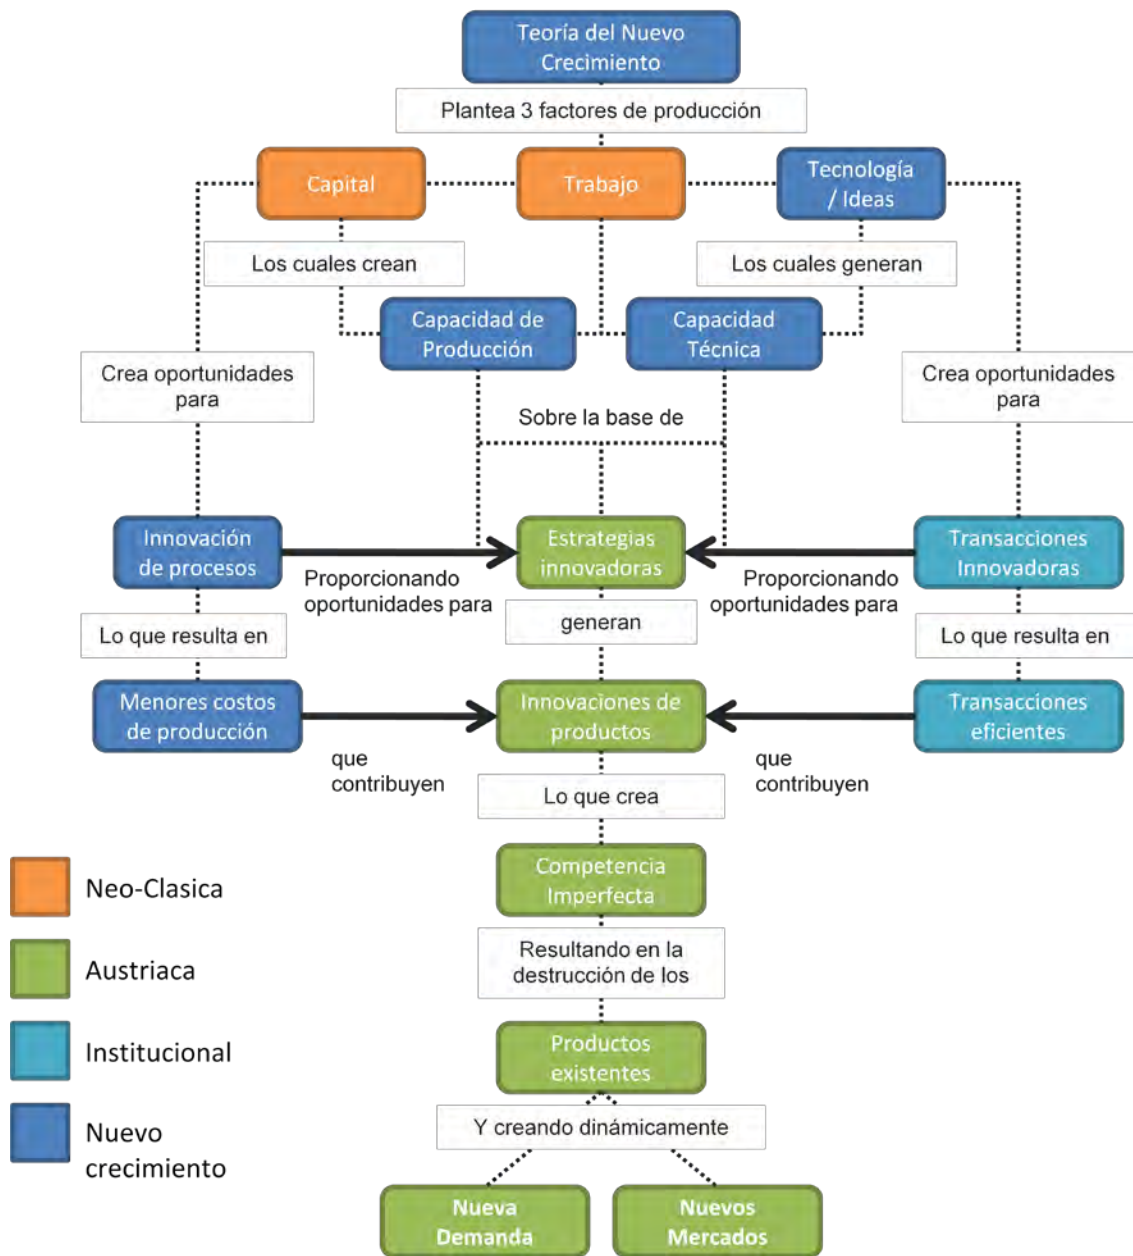 Teoría del Nuevo
Crecimiento
Plantea 3 factores de producción
Capital
Trabajo
Tecnología
/ Ideas
Los cuales crean
Los cuales generan
Capacidad de
Producción
Capacidad
Técnica
Crea oportunidades
para
Crea oportunidades
para
Sobre la base de
Innovación
de procesos
Estrategias
innovadoras
Transacciones
Innovadoras
Proporcionando
oportunidades para
Proporcionando
oportunidades para
Lo que resulta en
generan
Lo que resulta en
Menores costos
de producción
Innovaciones de
productos
Transacciones
eficientes
que
contribuyen
que
contribuyen
Lo que crea
Competencia
Imperfecta
Resultando en la
destrucción de los
Productos
existentes
Y creando dinámicamente
Nueva
Demanda
Nuevos
Mercados
Neo-Clasica
Austriaca
Institucional
Nuevo
crecimiento